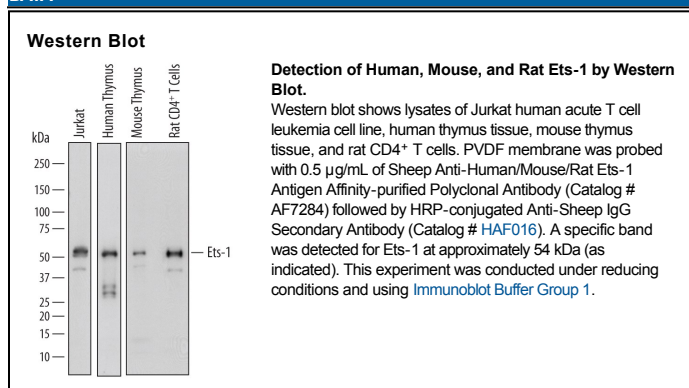 Western Blot
Jurkat
Human Thymus
Mouse Thymus
Rat CD4⁺ T Cells
kDa
250
150
100
75
50
37
25
20
15
10
Ets-1
Detection of Human, Mouse, and Rat Ets-1 by Western
Blot.
Western blot shows lysates of Jurkat human acute T cell
leukemia cell line, human thymus tissue, mouse thymus
tissue, and rat CD4⁺ T cells. PVDF membrane was probed
with 0.5 µg/mL of Sheep Anti-Human/Mouse/Rat Ets-1
Antigen Affinity-purified Polyclonal Antibody (Catalog #
AF7284) followed by HRP-conjugated Anti-Sheep IgG
Secondary Antibody (Catalog # HAF016). A specific band
was detected for Ets-1 at approximately 54 kDa (as
indicated). This experiment was conducted under reducing
conditions and using Immunoblot Buffer Group 1.